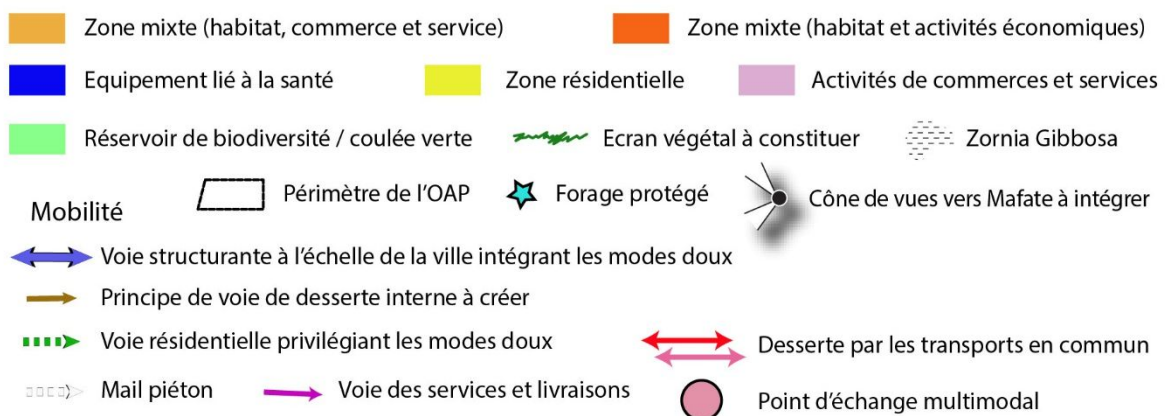 Zone mixte (habitat, commerce et service) Zone mixte (habitat et activités économiques)
Equipement lié à la santé Zone résidentielle Activités de commerces et services
Réservoir de biodiversité / coulée verte Ecran végétal à constituer Zornia Gibbosa
Périmètre de l'OAP Forage protégé Cône de vues vers Mafate à intégrer
Mobilité
Voie structurante à l'échelle de la ville intégrant les modes doux
Principe de voie de desserte interne à créer
Voie résidentielle privilégiant les modes doux Desserte par les transports en commun
Mail piéton Voie des services et livraisons Point d'échange multimodal